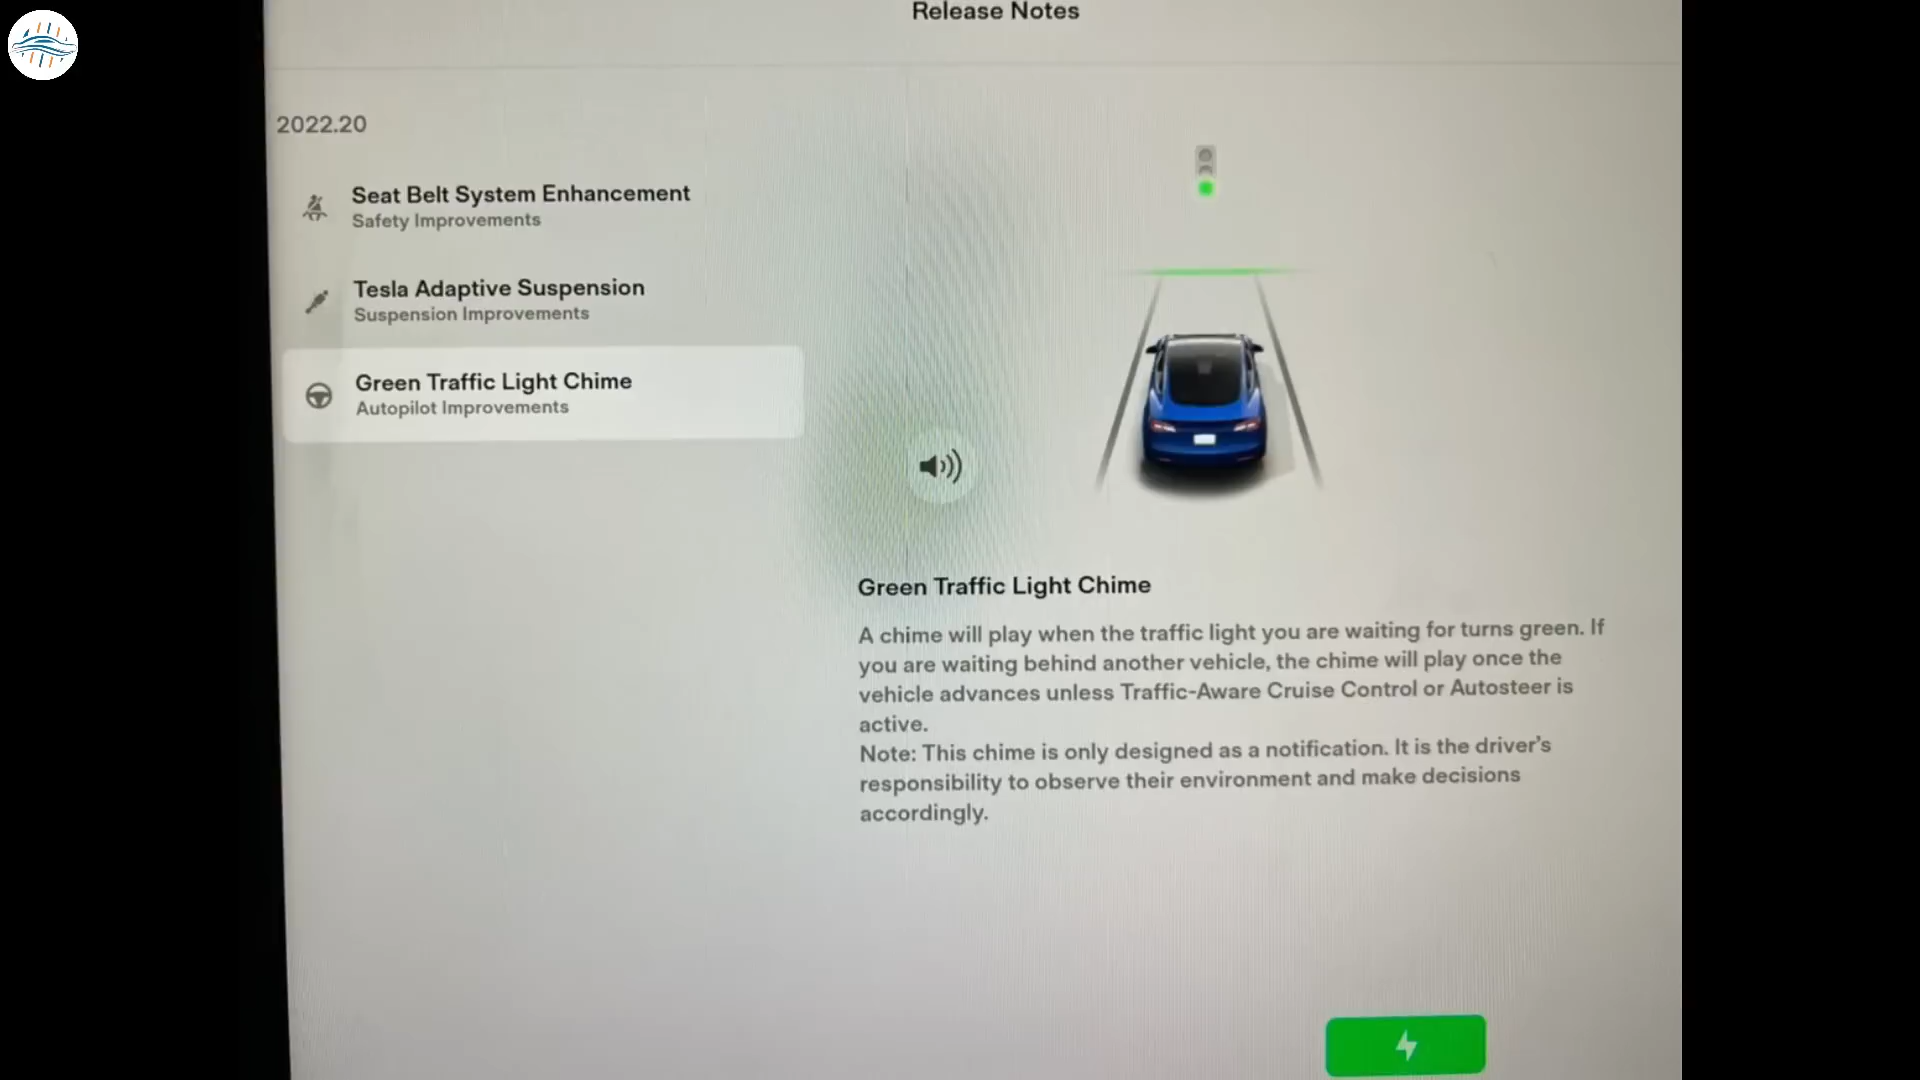 Release Notes
2022.20
Seat Belt System Enhancement
Safety Improvements
Tesla Adaptive Suspension
Suspension Improvements
Green Traffic Light Chime
Autopilot Improvements
Green Traffic Light Chime
A chime will play when the traffic light you are waiting for turns green. If
you are waiting behind another vehicle, the chime will play once the
vehicle advances unless Traffic-Aware Cruise Control or Autosteer is
active.
Note: This chime is only designed as a notification. It is the driver's
responsibility to observe their environment and make decisions
accordingly.